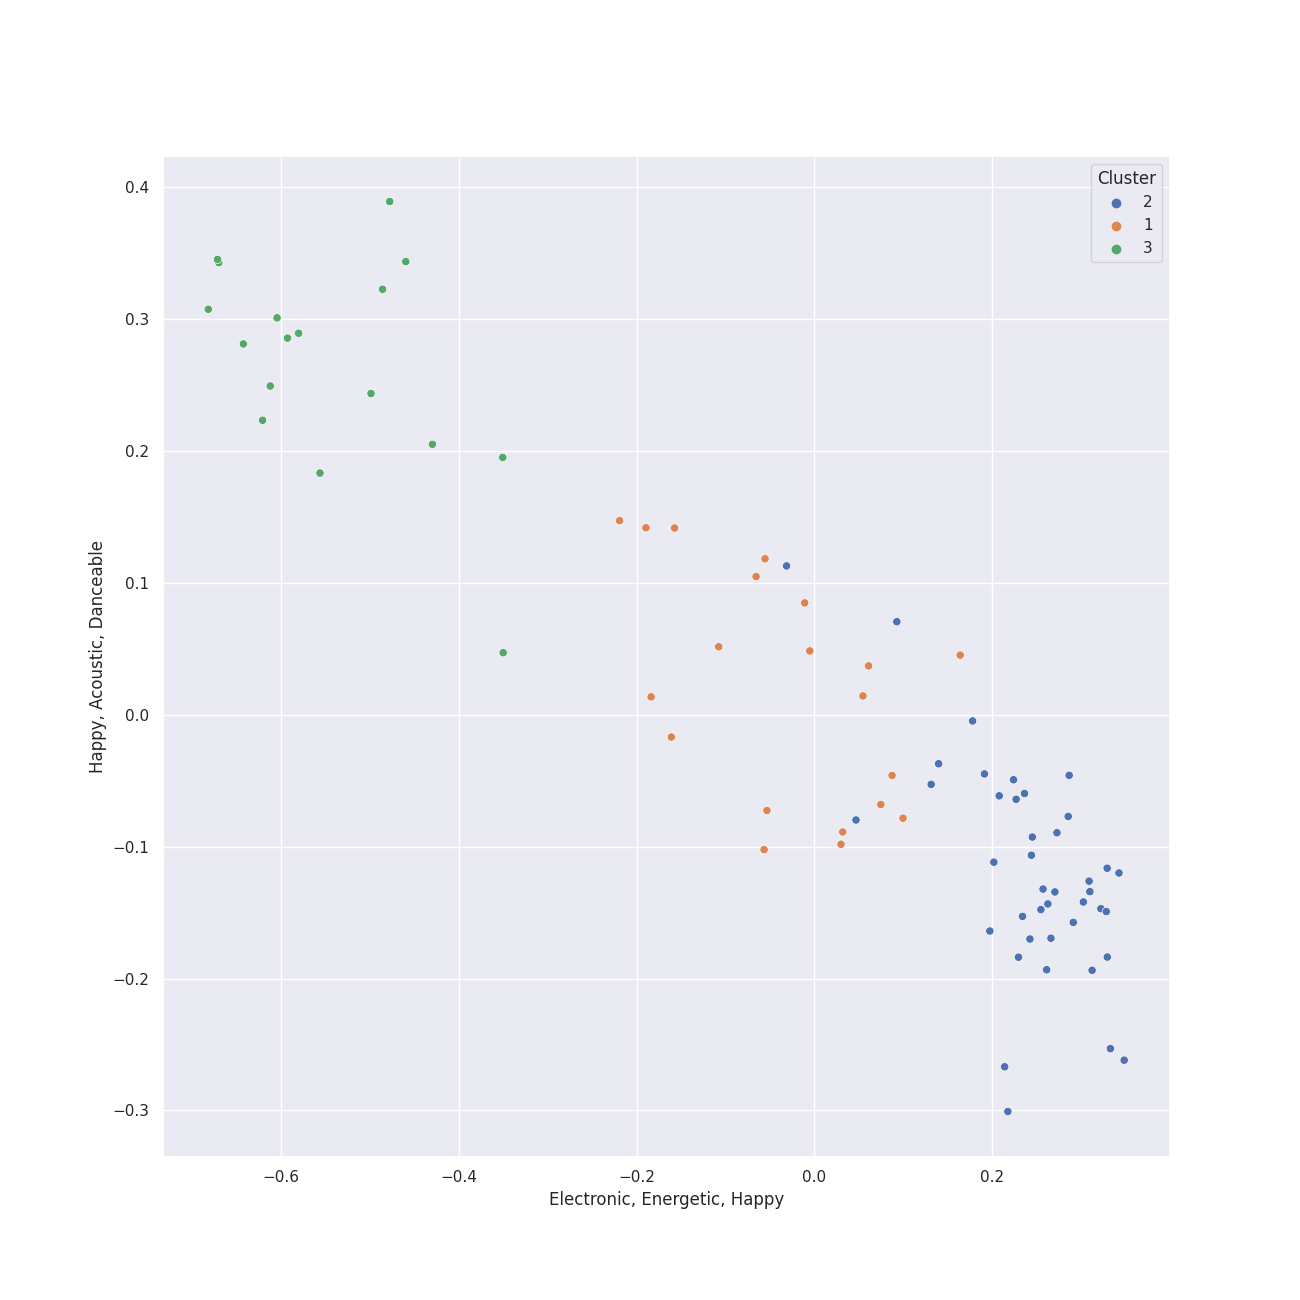 Cluster
2
1
3
0.4
0.3
0.2
0.1
0.0
−0.1
−0.2
−0.3
Happy, Acoustic, Danceable
−0.6 −0.4 −0.2 0.0 0.2
Electronic, Energetic, Happy